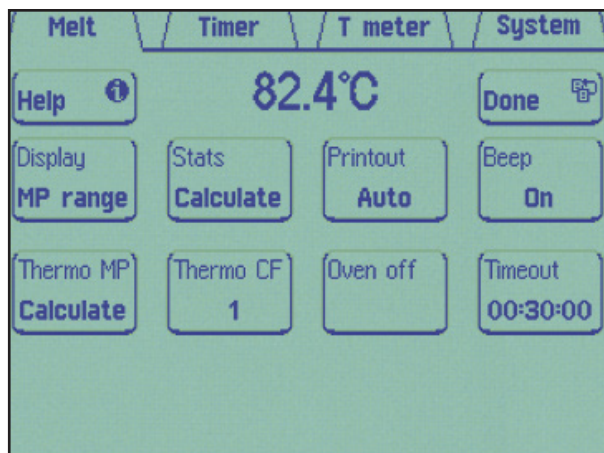 Melt Timer T meter System
Help 82.4°C Done
Display Stats Printout Beep
MP range Calculate Auto On
Thermo MP Thermo CF Oven off Timeout
Calculate 1 00:30:00